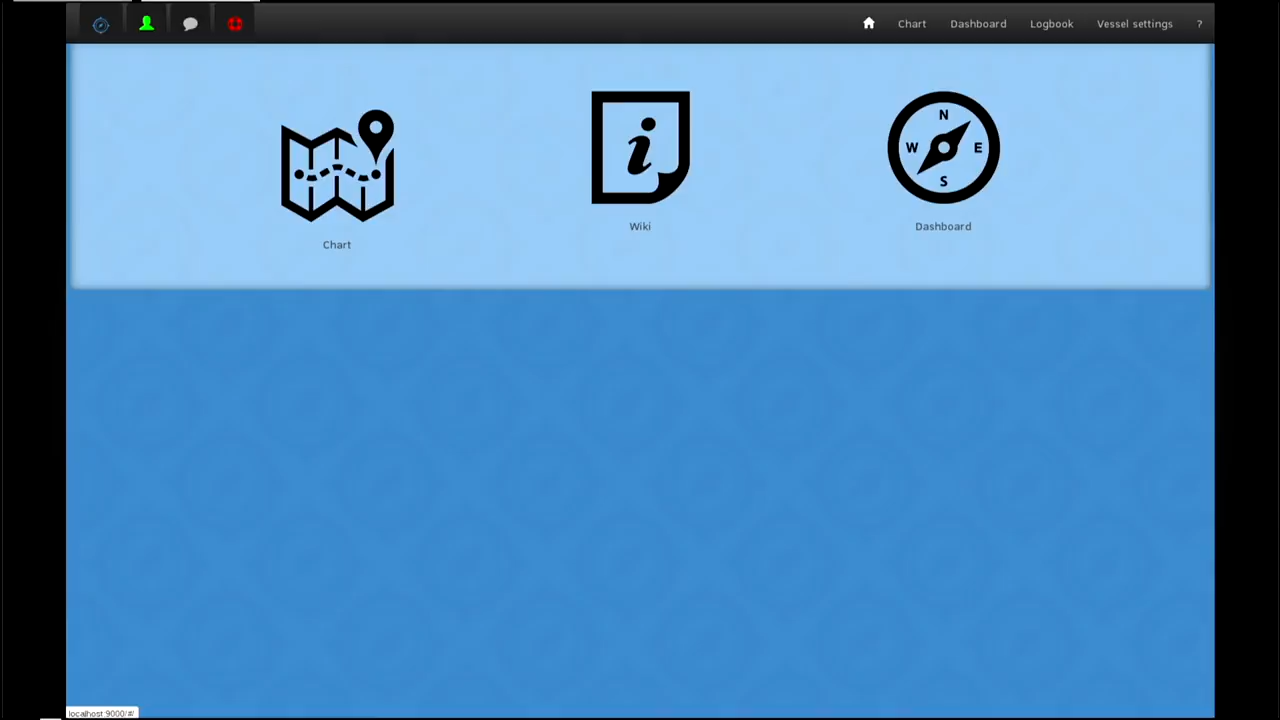 Chart Dashboard Logbook Vessel settings ?
i
N
W E
S
Wiki Dashboard
Chart
localhost:9000/#/